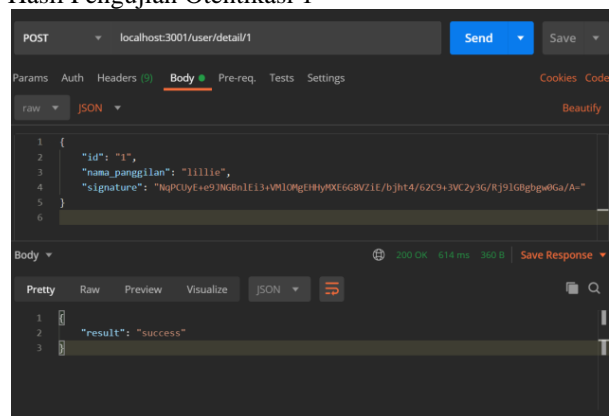 Hasil Pengujian Otentikasi 1
POST localhost:3001/user/detail/1 Send Save
Params Auth Headers (9) Body Pre-req. Tests Settings Cookies Code
raw JSON Beautify
1 {
2 "id": "1",
3 "nama_panggilan": "lillie",
4 "signature": "NqPCUyE+e9JNGBnlEi3+VMlOMgEHHyMXE6G8VZiE/bjht4/62C9+3VC2y3G/Rj9lGBgbgw0Ga/A="
5 }
6
Body 200 OK 614 ms 360 B Save Response
Pretty Raw Preview Visualize JSON
1 {
2 "result": "success"
3 }